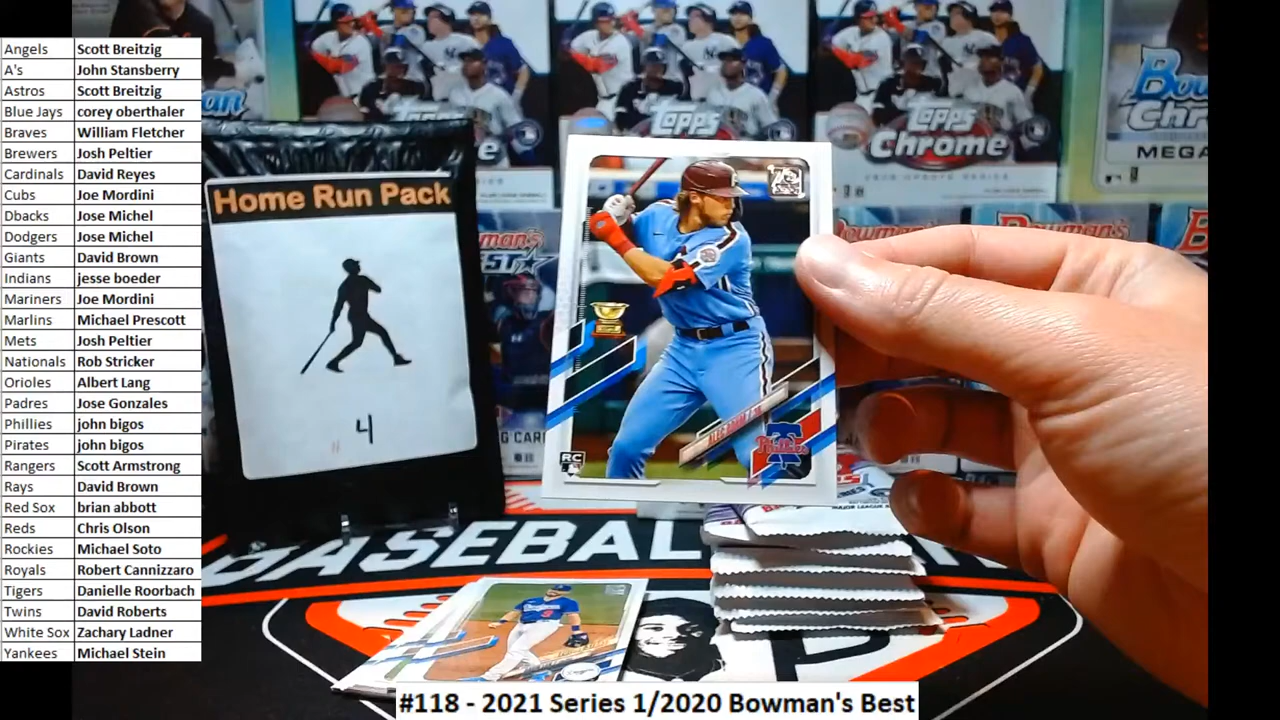 Angels Scott Breitzig
A's John Stansberry
Astros Scott Breitzig
Blue Jays corey oberthaler
Braves William Fletcher
Brewers Josh Peltier
Cardinals David Reyes
Cubs Joe Mordini
Dbacks Jose Michel
Dodgers Jose Michel
Giants David Brown
Indians jesse boeder
Mariners Joe Mordini
Marlins Michael Prescott
Mets Josh Peltier
Nationals Rob Stricker
Orioles Albert Lang
Padres Jose Gonzales
Phillies john bigos
Pirates john bigos
Rangers Scott Armstrong
Rays David Brown
Red Sox brian abbott
Reds Chris Olson
Rockies Michael Soto
Royals Robert Cannizzaro
Tigers Danielle Roorbach
Twins David Roberts
White Sox Zachary Ladner
Yankees Michael Stein
Home Run Pack
4
Topps
Topps
Chrome
MEGA
Bowman's
Phillies
RC
BASEBALL
#118 - 2021 Series 1/2020 Bowman's Best